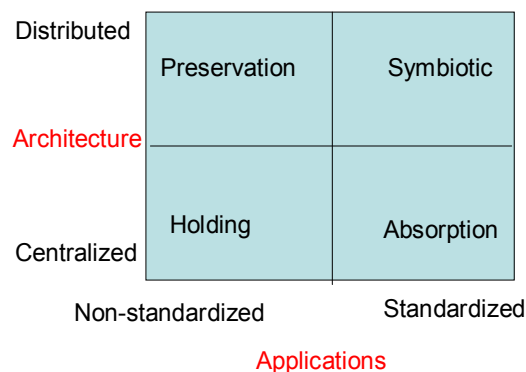 Distributed
Preservation
Symbiotic
Architecture
Holding
Absorption
Centralized
Non-standardized
Standardized
Applications